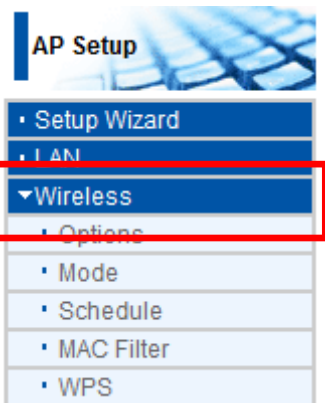 AP Setup
Setup Wizard
LAN
Wireless
Options
Mode
Schedule
MAC Filter
WPS